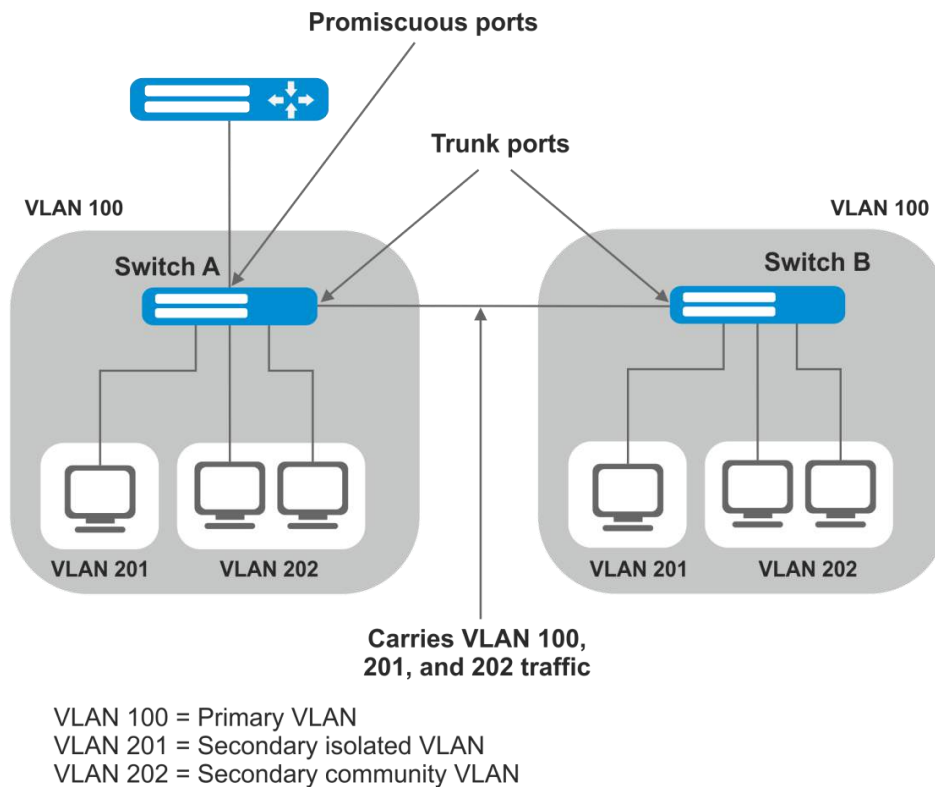 Promiscuous ports
Trunk ports
VLAN 100
VLAN 100
Switch A
Switch B
VLAN 201
VLAN 202
VLAN 201
VLAN 202
Carries VLAN 100,
201, and 202 traffic
VLAN 100 = Primary VLAN
VLAN 201 = Secondary isolated VLAN
VLAN 202 = Secondary community VLAN